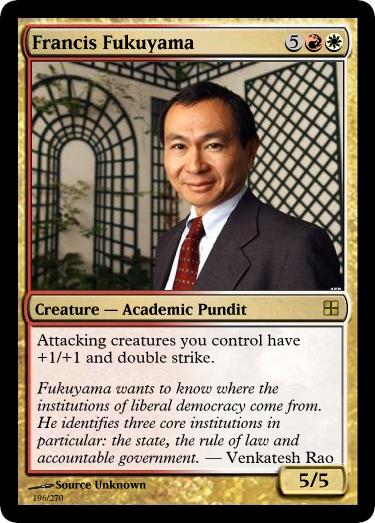 Francis Fukuyama 5
Creature — Academic Pundit
Attacking creatures you control have
+1/+1 and double strike.
Fukuyama wants to know where the
institutions of liberal democracy come from.
He identifies three core institutions in
particular: the state, the rule of law and
accountable government. — Venkatesh Rao
5/5
Source Unknown
196/270